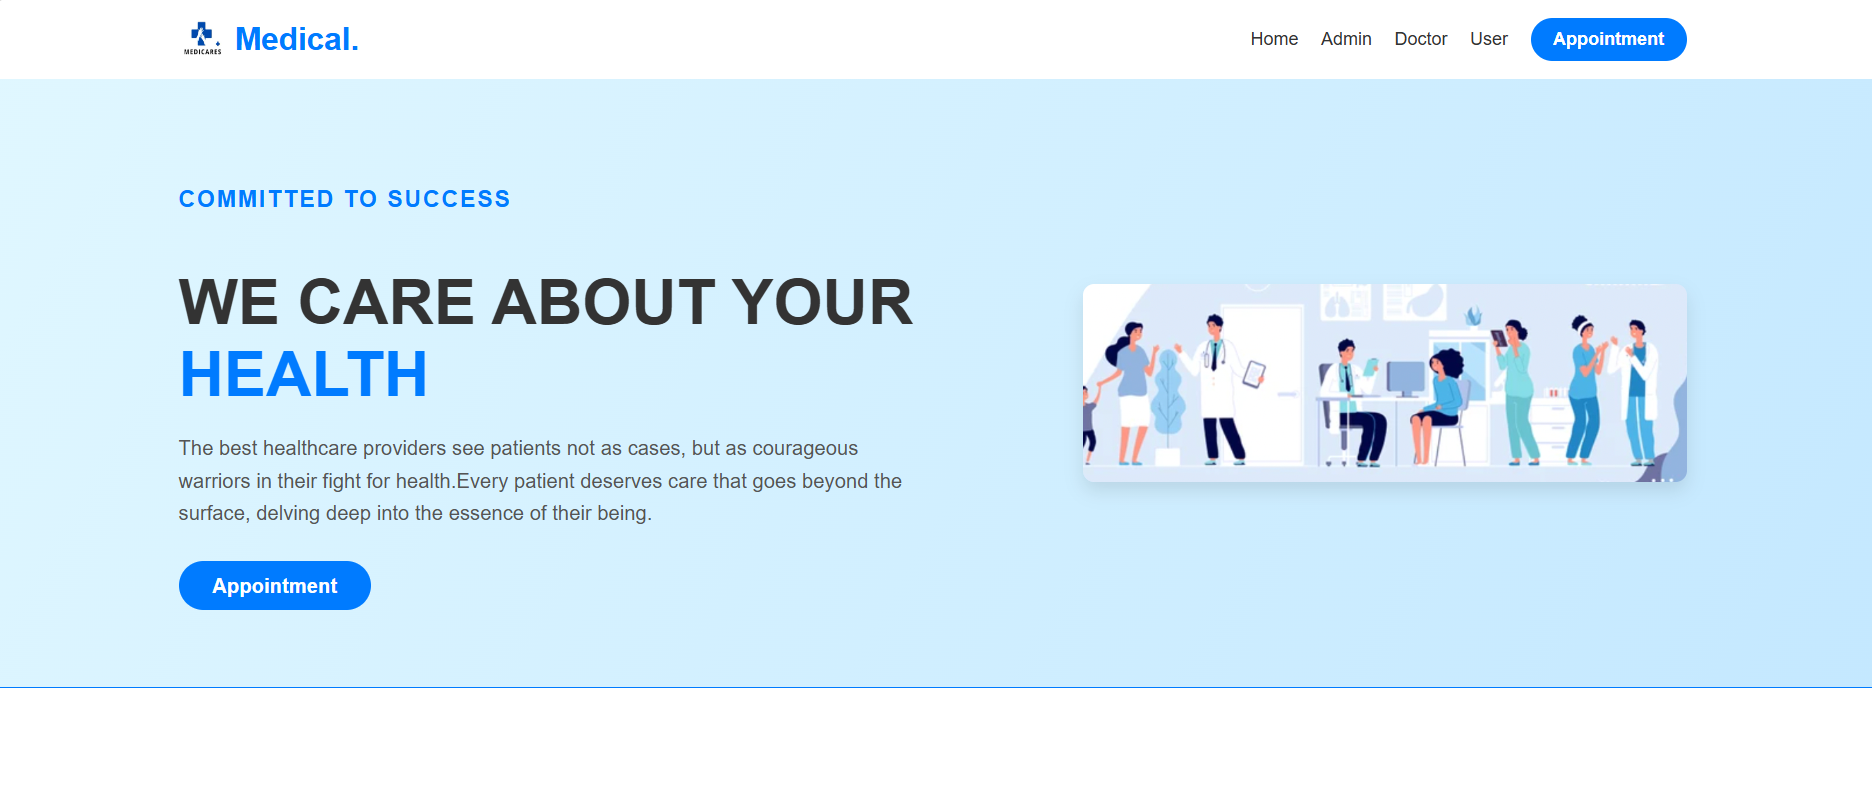 MEDICARES
Medical.
Home
Admin
Doctor
User
Appointment
COMMITTED TO SUCCESS
WE CARE ABOUT YOUR
HEALTH
The best healthcare providers see patients not as cases, but as courageous
warriors in their fight for health.Every patient deserves care that goes beyond the
surface, delving deep into the essence of their being.
Appointment